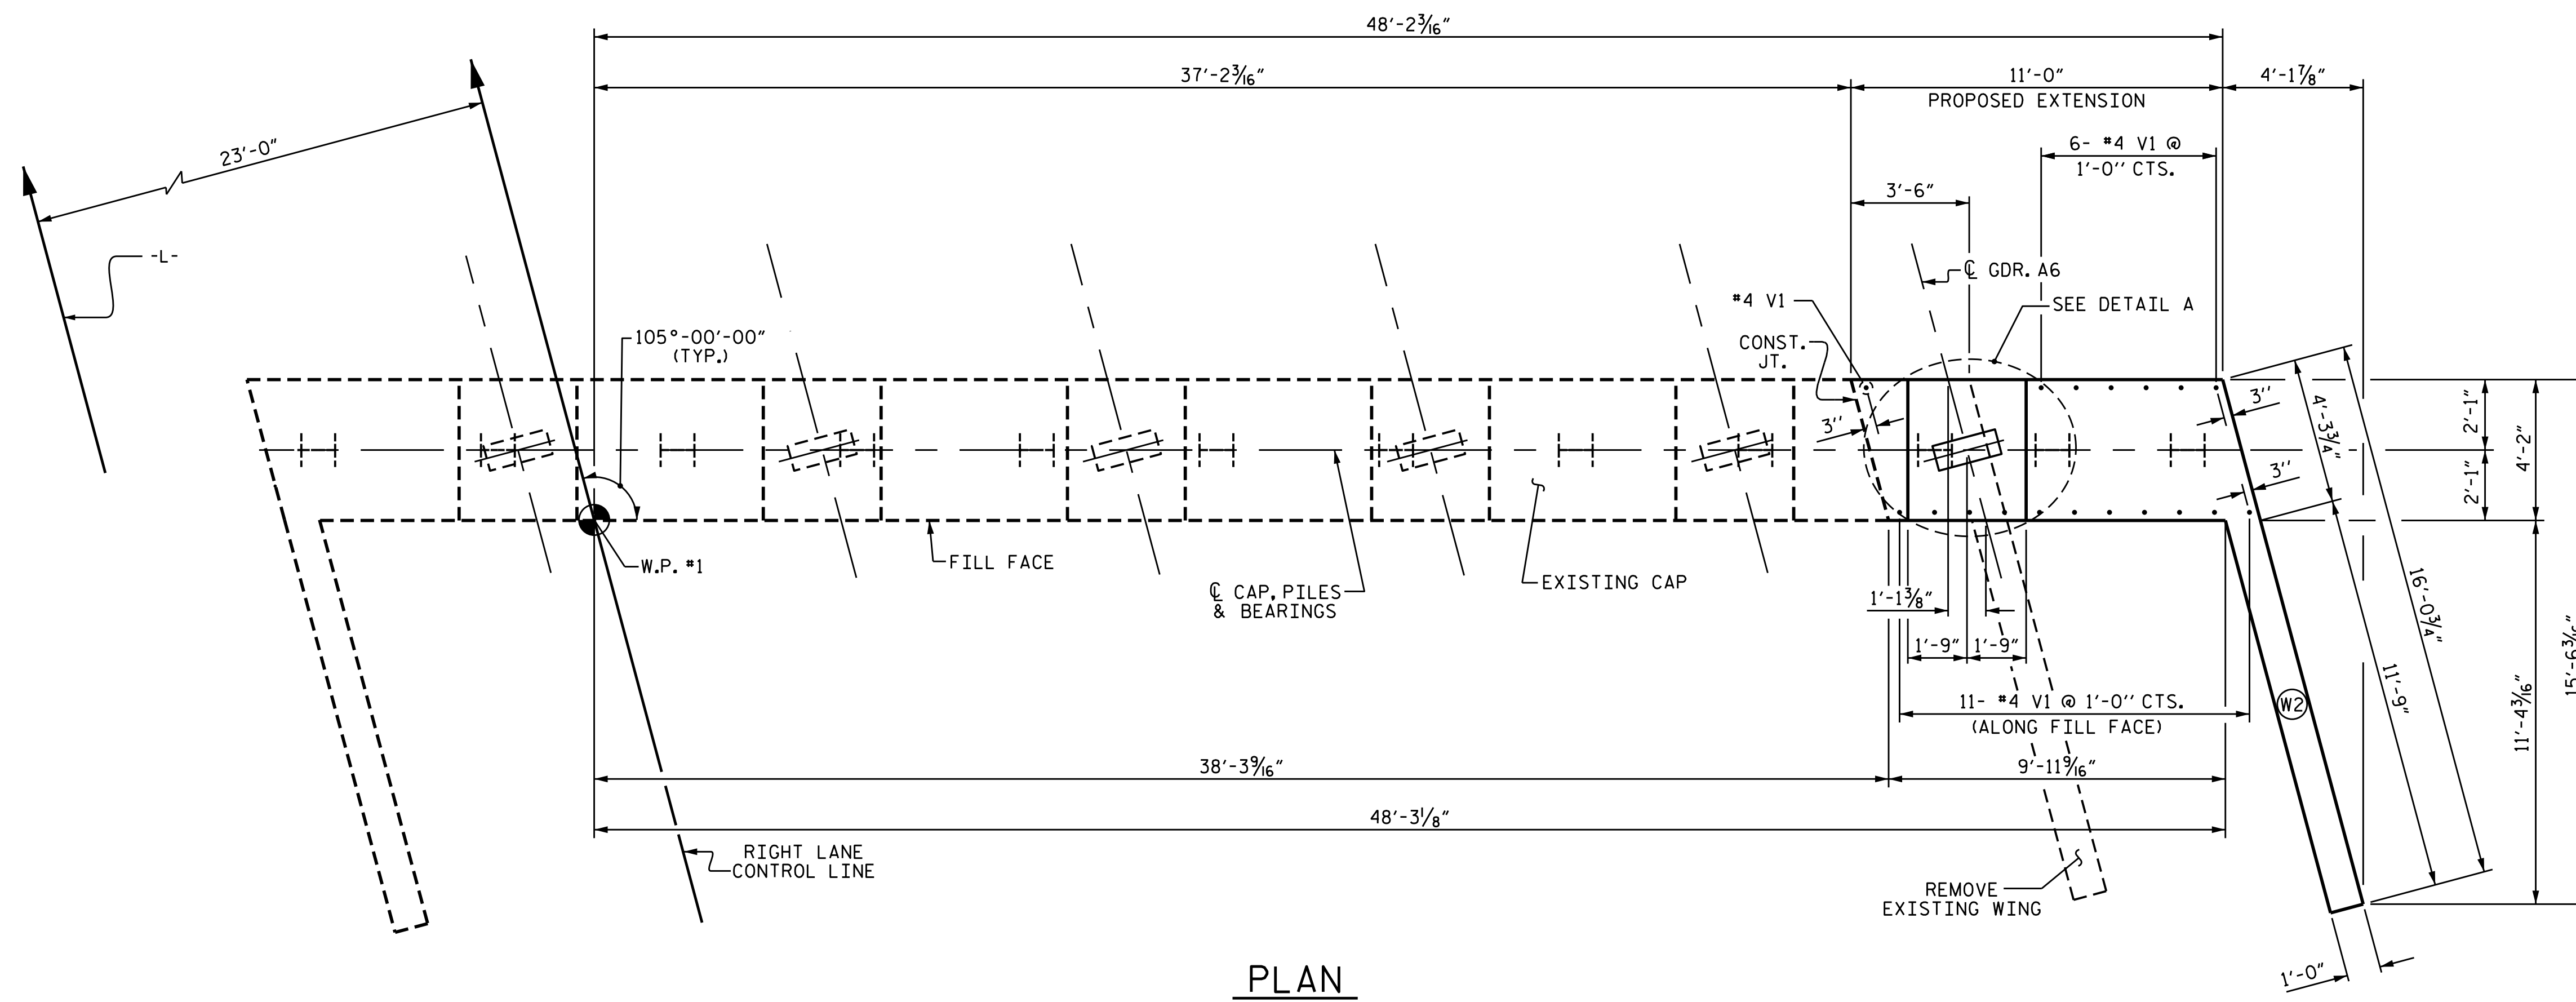 48'-2 3/16"
37'-2 3/16"
11'-0"
PROPOSED EXTENSION
4'-1 7/8"
23'-0"
6- #4 V1 @
1'-0'' CTS.
3'-6"
-L-
℄ GDR. A6
#4 V1
SEE DETAIL A
105°-00'-00"
(TYP.)
CONST.
JT.
3''
3''
3''
4'-3 3/4"
2'-1"
2'-1"
4'-2"
W.P. #1
FILL FACE
℄ CAP, PILES
& BEARINGS
EXISTING CAP
1'-1 3/8"
1'-9"
1'-9"
16'-0 3/4"
11'-9"
11'-4 3/16"
15'-6 3/16"
W2
11- #4 V1 @ 1'-0'' CTS.
(ALONG FILL FACE)
38'-3 9/16"
9'-11 9/16"
48'-3 1/8"
RIGHT LANE
CONTROL LINE
REMOVE
EXISTING WING
1'-0"
PLAN